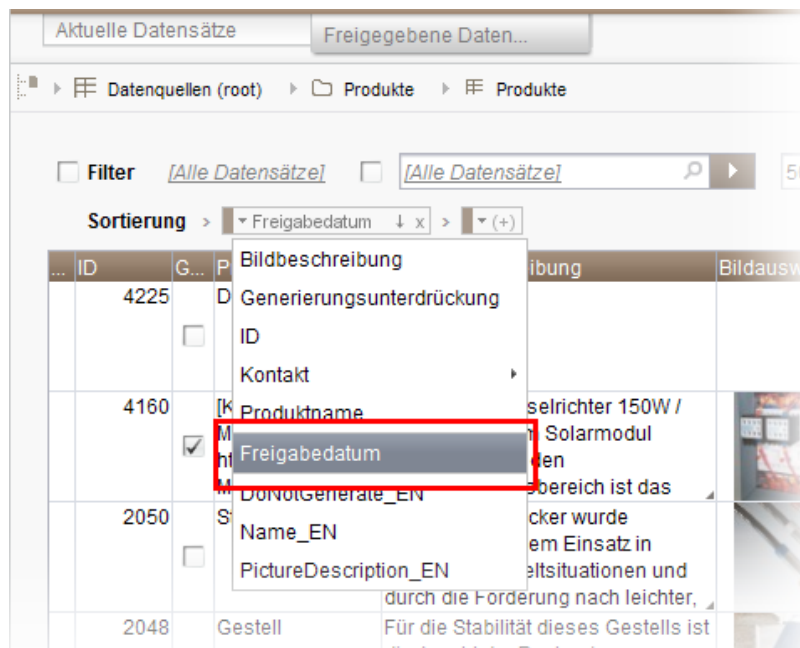 Aktuelle Datensätze
Freigegebene Daten...
Datenquellen (root) Produkte Produkte
Filter [Alle Datensätze] [Alle Datensätze]
Sortierung > Freigabedatum ↓ x > (+)
Bildbeschreibung
Generierungsunterdrückung
ID
Kontakt
Produktname
Freigabedatum
DoNotGenerate_EN
Name_EN
PictureDescription_EN
... ID G... ibung
4225 D
4160 [K selrichter 150W /
Solarmodul
den
bereich ist das
2050 St cker wurde
em Einsatz in
eltsituationen und
durch die Forderung nach leichter,
2048 Gestell Für die Stabilität dieses Gestells ist